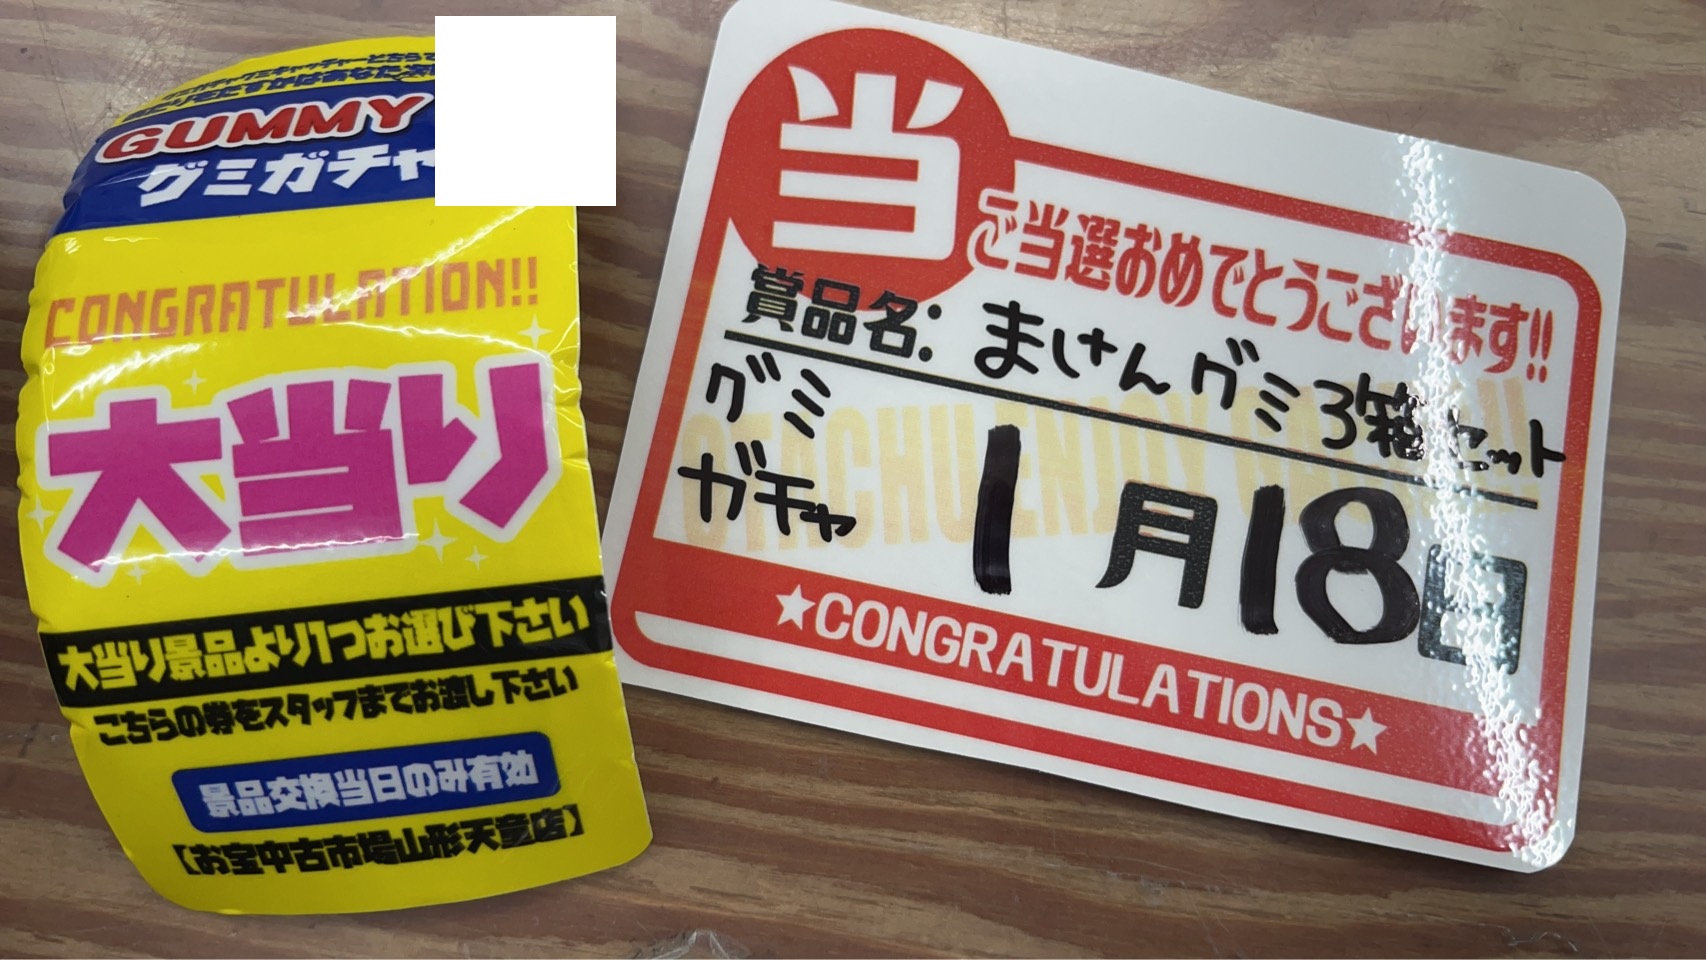 GUMMY
グミガチャ
CONGRATULATION!!
大当り
大当り景品より1つお選び下さい
こちらの券をスタッフまでお渡し下さい
景品交換当日のみ有効
【お宝中古市場山形天童店】
当
ご当選おめでとうございます!!
賞品名: まけんグミ3箱セット
グミ
ガチャ
1月18日
★CONGRATULATIONS★